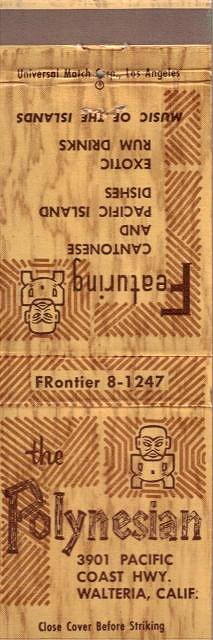 Universal Match Corp., Los Angeles
Featuring
CANTONESE
AND
PACIFIC ISLAND
DISHES
EXOTIC
RUM DRINKS
MUSIC OF THE ISLANDS
FRontier 8-1247
the
Polynesian
3901 PACIFIC
COAST HWY.
WALTERIA, CALIF.
Close Cover Before Striking